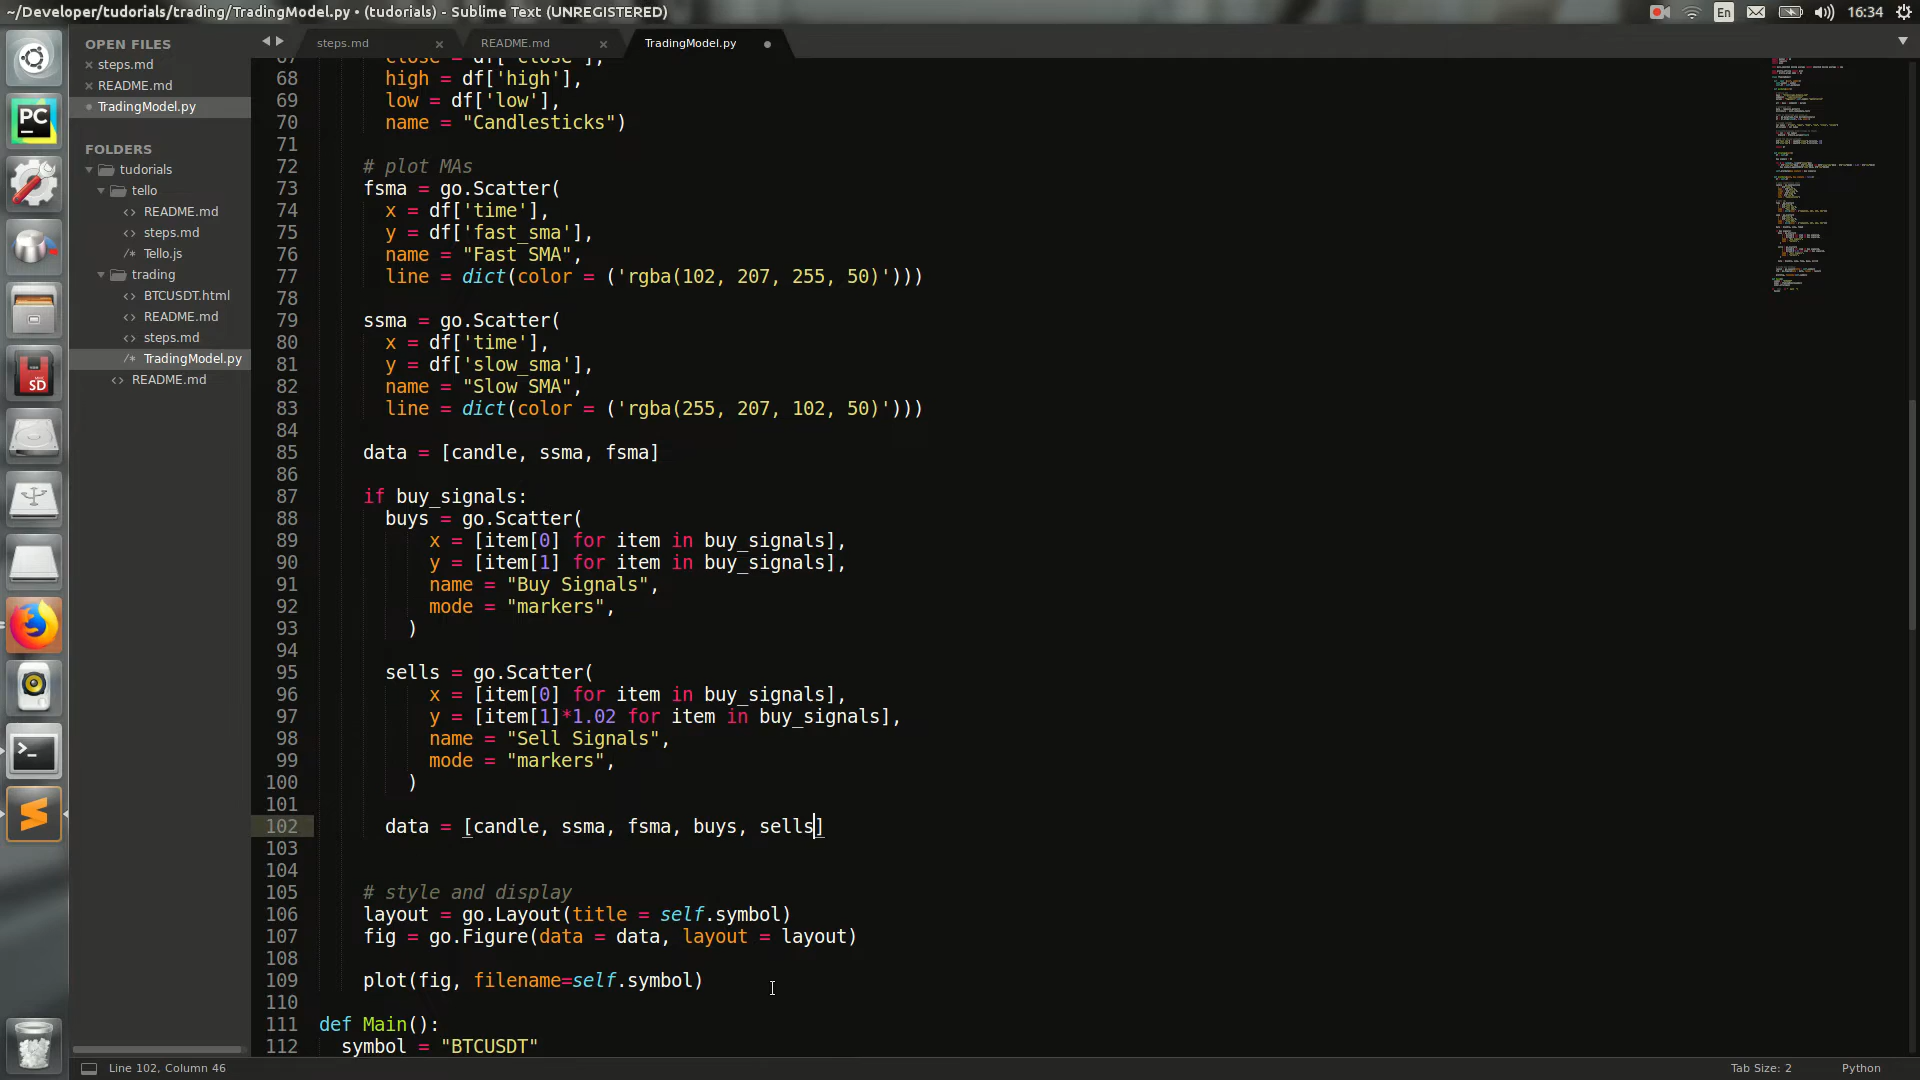 ~/Developer/tudorials/trading/TradingModel.py • (tudorials) - Sublime Text (UNREGISTERED)
En
16:34
OPEN FILES
steps.md
README.md
TradingModel.py
FOLDERS
tudorials
tello
README.md
steps.md
Tello.js
trading
BTCUSDT.html
README.md
steps.md
TradingModel.py
README.md
PC
SD
steps.md
README.md
TradingModel.py
67 close = df['close'],
68 high = df['high'],
69 low = df['low'],
70 name = "Candlesticks")
71
72 # plot MAs
73 fsma = go.Scatter(
74 x = df['time'],
75 y = df['fast_sma'],
76 name = "Fast SMA",
77 line = dict(color = ('rgba(102, 207, 255, 50)')))
78
79 ssma = go.Scatter(
80 x = df['time'],
81 y = df['slow_sma'],
82 name = "Slow SMA",
83 line = dict(color = ('rgba(255, 207, 102, 50)')))
84
85 data = [candle, ssma, fsma]
86
87 if buy_signals:
88 buys = go.Scatter(
89 x = [item[0] for item in buy_signals],
90 y = [item[1] for item in buy_signals],
91 name = "Buy Signals",
92 mode = "markers",
93 )
94
95 sells = go.Scatter(
96 x = [item[0] for item in buy_signals],
97 y = [item[1]*1.02 for item in buy_signals],
98 name = "Sell Signals",
99 mode = "markers",
100 )
101
102 data = [candle, ssma, fsma, buys, sells]
103
104
105 # style and display
106 layout = go.Layout(title = self.symbol)
107 fig = go.Figure(data = data, layout = layout)
108
109 plot(fig, filename=self.symbol)
110
111 def Main():
112 symbol = "BTCUSDT"
Line 102, Column 46
Tab Size: 2
Python